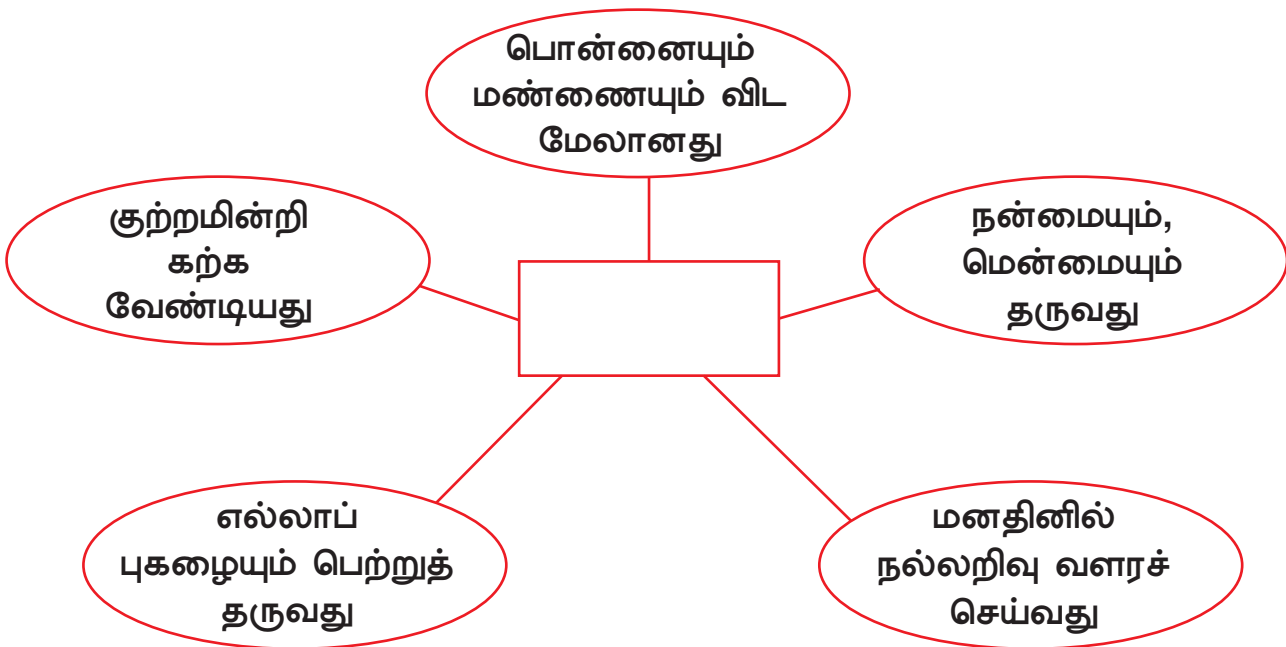 பொன்னையும்
மண்ணையும் விட
மேலானது
குற்றமின்றி
கற்க
வேண்டியது
நன்மையும்,
மென்மையும்
தருவது
எல்லாப்
புகழையும் பெற்றுத்
தருவது
மனதினில்
நல்லறிவு வளரச்
செய்வது